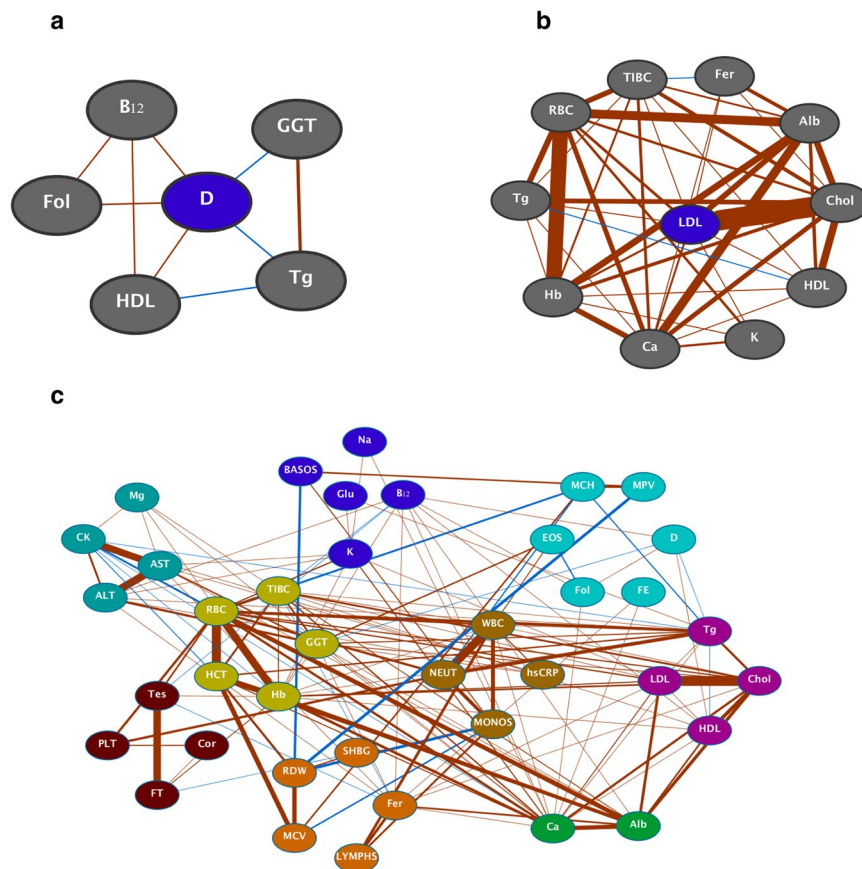 a
b
B12
GGT
Fol
D
HDL
Tg
TIBC
Fer
RBC
Alb
Tg
LDL
Chol
Hb
HDL
Ca
K
c
Na
BASOS
Mg
Glu
B12
MCH
MPV
CK
AST
K
EOS
D
ALT
TIBC
Fol
FE
RBC
GGT
WBC
Tg
HCT
Hb
NEUT
hsCRP
LDL
Chol
Tes
MONOS
HDL
PLT
Cor
SHBG
RDW
FT
Fer
MCV
Ca
Alb
LYMPHS